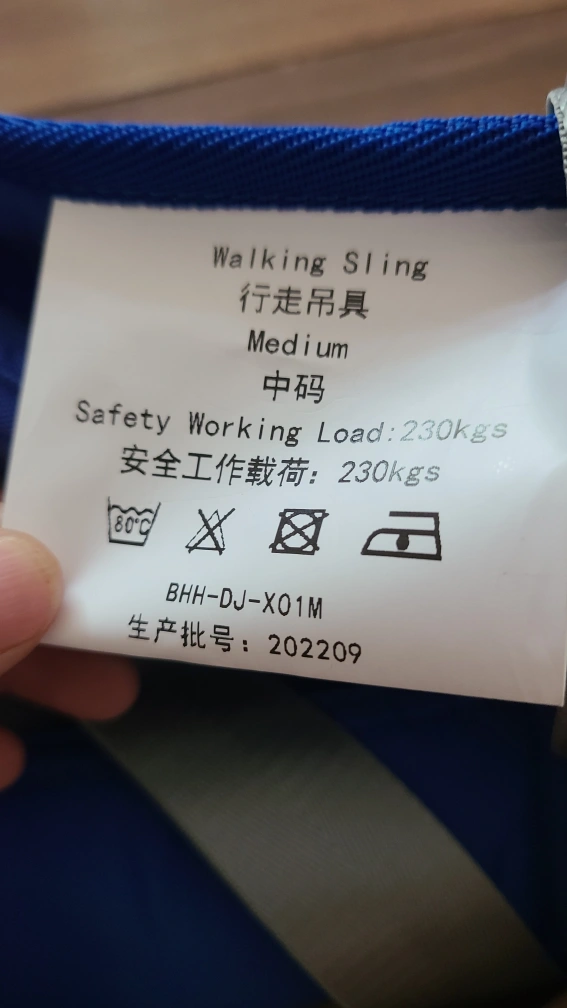 Walking Sling
行走吊具
Medium
中码
Safety Working Load:230kgs
安全工作载荷：230kgs
80°C
BHH-DJ-X01M
生产批号：202209